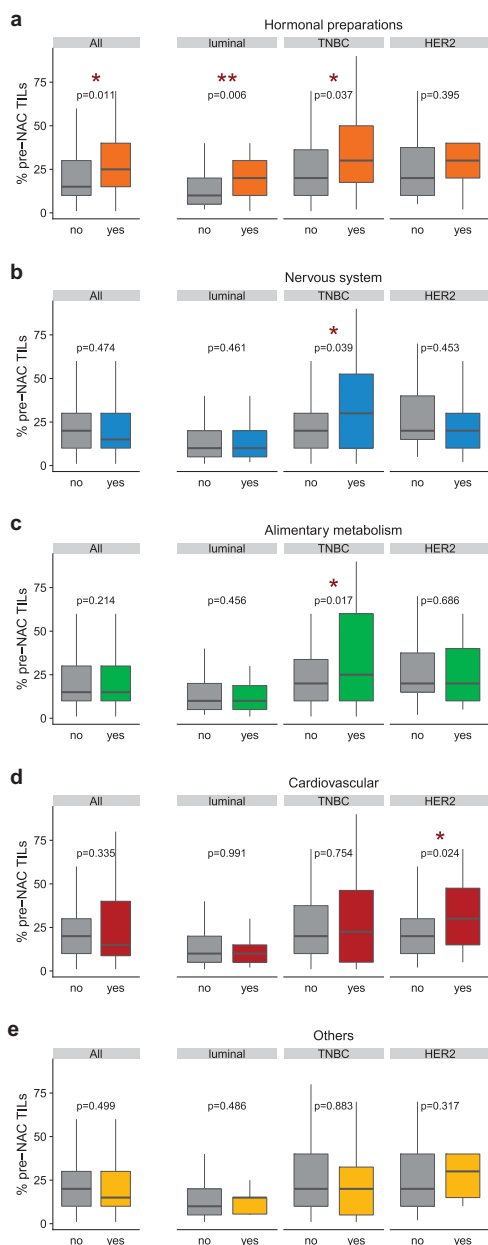 a
Hormonal preparations
All luminal TNBC HER2
* ** *
p=0.011 p=0.006 p=0.037 p=0.395
% pre−NAC TILs
75
50
25
0
no yes no yes no yes no yes
b
Nervous system
All luminal TNBC HER2
*
p=0.474 p=0.461 p=0.039 p=0.453
% pre−NAC TILs
75
50
25
0
no yes no yes no yes no yes
c
Alimentary metabolism
All luminal TNBC HER2
*
p=0.214 p=0.456 p=0.017 p=0.686
% pre−NAC TILs
75
50
25
0
no yes no yes no yes no yes
d
Cardiovascular
All luminal TNBC HER2
*
p=0.335 p=0.991 p=0.754 p=0.024
% pre−NAC TILs
75
50
25
0
no yes no yes no yes no yes
e
Others
All luminal TNBC HER2
p=0.499 p=0.486 p=0.883 p=0.317
% pre−NAC TILs
75
50
25
0
no yes no yes no yes no yes